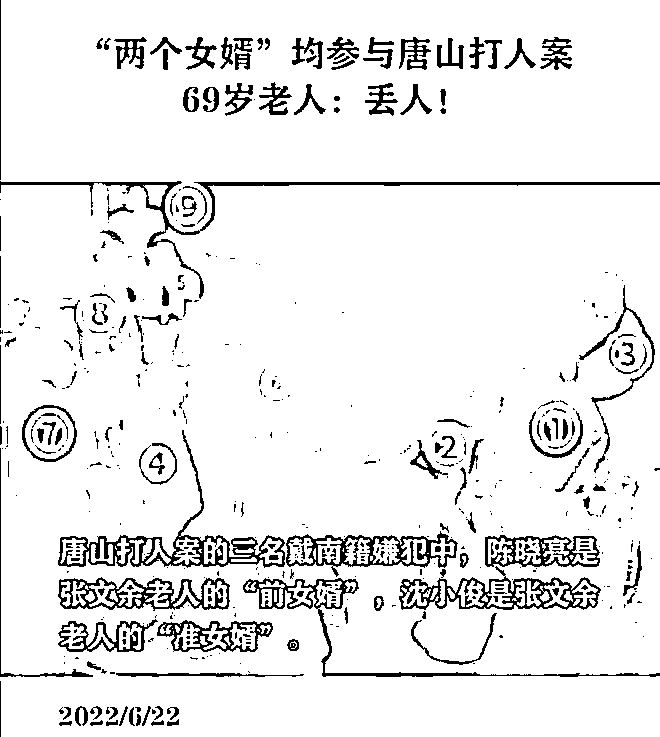 “两个女婿”均参与唐山打人案
69岁老人：丢人！
9
5
8
3
6
7
1
2
4
唐山打人案的三名戴南籍嫌犯中，陈晓亮是
张文余老人的“前女婿”，沈小俊是张文余
老人的“准女婿”。
2022/6/22